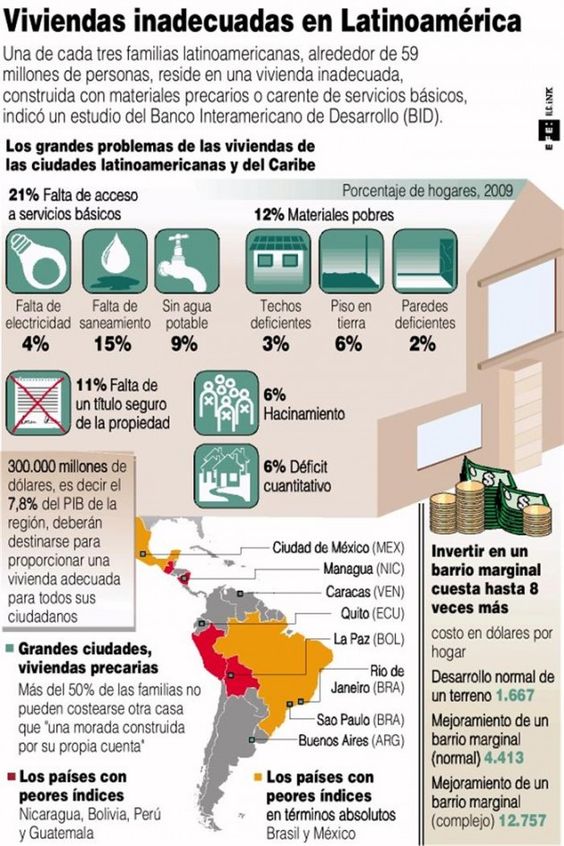 Viviendas inadecuadas en Latinoamérica
Una de cada tres familias latinoamericanas, alrededor de 59
millones de personas, reside en una vivienda inadecuada,
construida con materiales precarios o carente de servicios básicos,
indicó un estudio del Banco Interamericano de Desarrollo (BID).
EFE:
Los grandes problemas de las viviendas de
las ciudades latinoamericanas y del Caribe
Porcentaje de hogares, 2009
21% Falta de acceso
a servicios básicos
Falta de
electricidad
4%
Falta de
saneamiento
15%
Sin agua
potable
9%
12% Materiales pobres
Techos
deficientes
3%
Piso en
tierra
6%
Paredes
deficientes
2%
11% Falta de
un título seguro
de la propiedad
6%
Hacinamiento
6% Déficit
cuantitativo
300.000 millones de
dólares, es decir el
7,8% del PIB de la
región, deberán
destinarse para
proporcionar una
vivienda adecuada
para todos sus
ciudadanos
Ciudad de México (MEX)
Managua (NIC)
Caracas (VEN)
Quito (ECU)
La Paz (BOL)
Rio de
Janeiro (BRA)
Sao Paulo (BRA)
Buenos Aires (ARG)
Grandes ciudades,
viviendas precarias
Más del 50% de las familias no
pueden costearse otra casa
que "una morada construida
por su propia cuenta"
Los países con
peores índices
Nicaragua, Bolivia, Perú
y Guatemala
Los países con
peores índices
en términos absolutos
Brasil y México
Invertir en un
barrio marginal
cuesta hasta 8
veces más
costo en dólares por
hogar
Desarrollo normal de
un terreno 1.667
Mejoramiento de un
barrio marginal
(normal) 4.413
Mejoramiento de un
barrio marginal
(complejo) 12.757